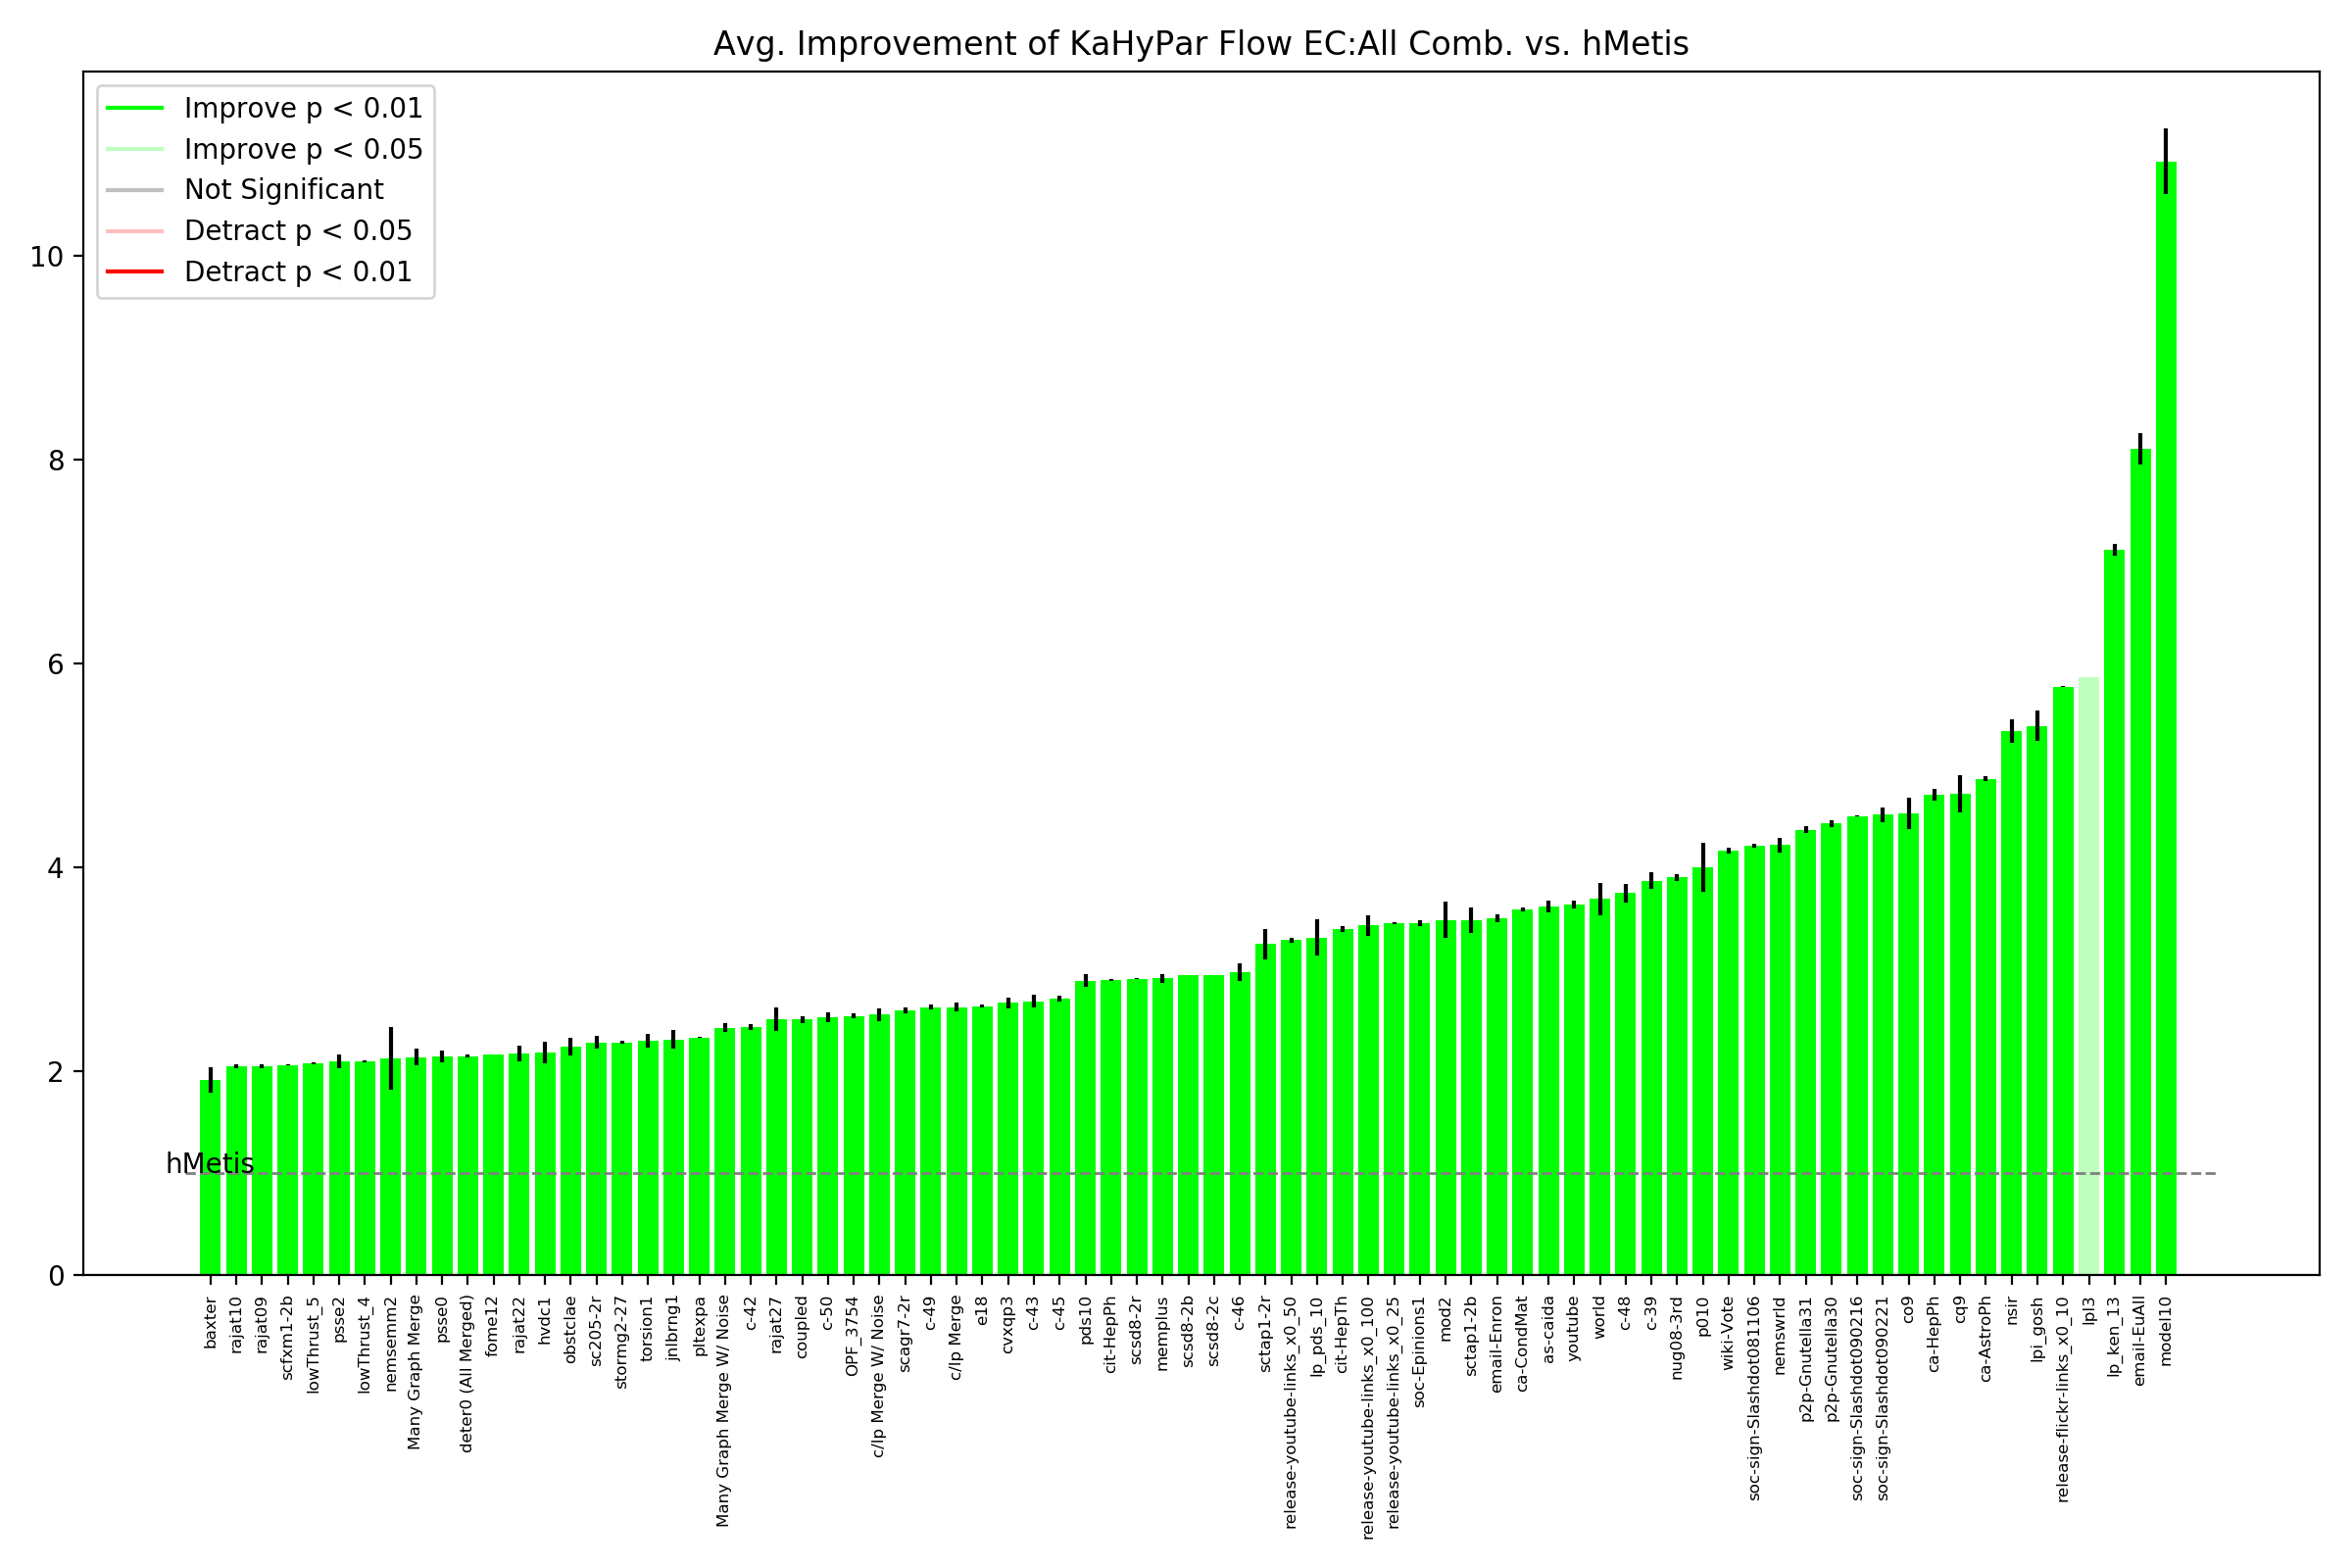 Avg. Improvement of KaHyPar Flow EC:All Comb. vs. hMetis
Improve p < 0.01
Improve p < 0.05
Not Significant
Detract p < 0.05
Detract p < 0.01
10
8
6
4
2
0
hMetis
baxter
rajat10
rajat09
scfxm1-2b
lowThrust_5
psse2
lowThrust_4
nemsemm2
Many Graph Merge
psse0
deter0 (All Merged)
fome12
rajat22
hvdc1
obstclae
sc205-2r
stormg2-27
torsion1
jnlbrng1
pltexpa
Many Graph Merge W/ Noise
c-42
rajat27
coupled
c-50
OPF_3754
c/lp Merge W/ Noise
scagr7-2r
c-49
c/lp Merge
e18
cvxqp3
c-43
c-45
pds10
cit-HepPh
scsd8-2r
memplus
scsd8-2b
scsd8-2c
c-46
sctap1-2r
release-youtube-links_x0_50
lp_pds_10
cit-HepTh
release-youtube-links_x0_100
release-youtube-links_x0_25
soc-Epinions1
mod2
sctap1-2b
email-Enron
ca-CondMat
as-caida
youtube
world
c-48
c-39
nug08-3rd
p010
wiki-Vote
soc-sign-Slashdot081106
nemswrld
p2p-Gnutella31
p2p-Gnutella30
soc-sign-Slashdot090216
soc-sign-Slashdot090221
co9
ca-HepPh
cq9
ca-AstroPh
nsir
lpi_gosh
release-flickr-links_x0_10
lpl3
lp_ken_13
email-EuAll
model10